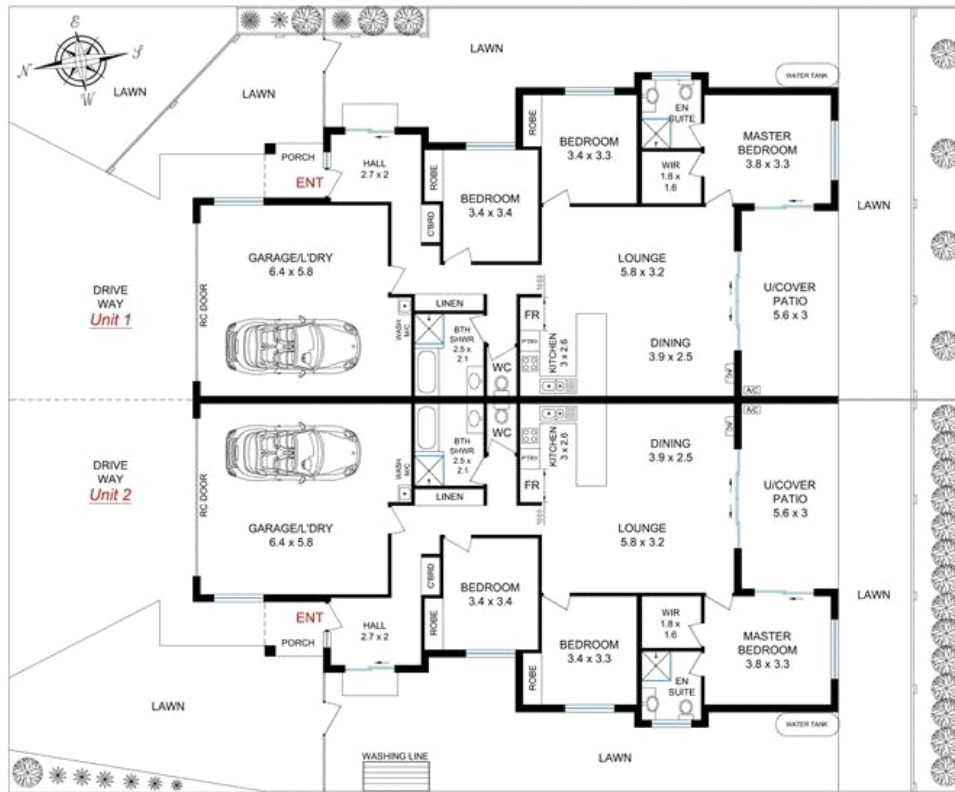 E
N
S
W
LAWN
LAWN
LAWN
WATER TANK
PORCH
ENT
HALL
2.7 x 2
ROBE
C'BRD
BEDROOM
3.4 x 3.4
ROBE
BEDROOM
3.4 x 3.3
EN
SUITE
WIR
1.8 x
1.6
MASTER
BEDROOM
3.8 x 3.3
LAWN
GARAGE/L'DRY
6.4 x 5.8
DRIVE
WAY
Unit 1
RC DOOR
WASH
M/C
LINEN
BTH
SHWR
2.5 x
2.1
WC
1000
FR
PTRY
KITCHEN
3 x 2.6
LOUNGE
5.8 x 3.2
DINING
3.9 x 2.5
U/COVER
PATIO
5.6 x 3
A/C
A/C
DRIVE
WAY
Unit 2
RC DOOR
GARAGE/L'DRY
6.4 x 5.8
WASH
M/C
LINEN
BTH
SHWR
2.5 x
2.1
WC
PTRY
FR
1000
KITCHEN
3 x 2.6
DINING
3.9 x 2.5
LOUNGE
5.8 x 3.2
A/C
A/C
U/COVER
PATIO
5.6 x 3
ENT
PORCH
HALL
2.7 x 2
C'BRD
ROBE
BEDROOM
3.4 x 3.4
ROBE
BEDROOM
3.4 x 3.3
WIR
1.8 x
1.6
EN
SUITE
MASTER
BEDROOM
3.8 x 3.3
LAWN
WATER TANK
LAWN
WASHING LINE
LAWN